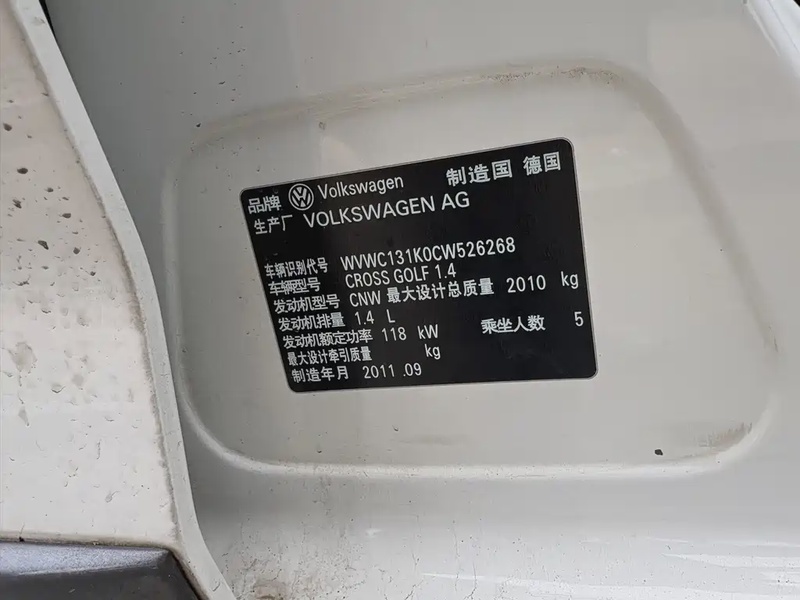 品牌 Volkswagen 制造国 德国
生产厂 VOLKSWAGEN AG
车辆识别代号 WVWC131K0CW526268
车辆型号 CROSS GOLF 1.4
发动机型号 CNW 最大设计总质量 2010 kg
发动机排量 1.4 L
发动机额定功率 118 kW 乘坐人数 5
最大设计牵引质量 kg
制造年月 2011.09